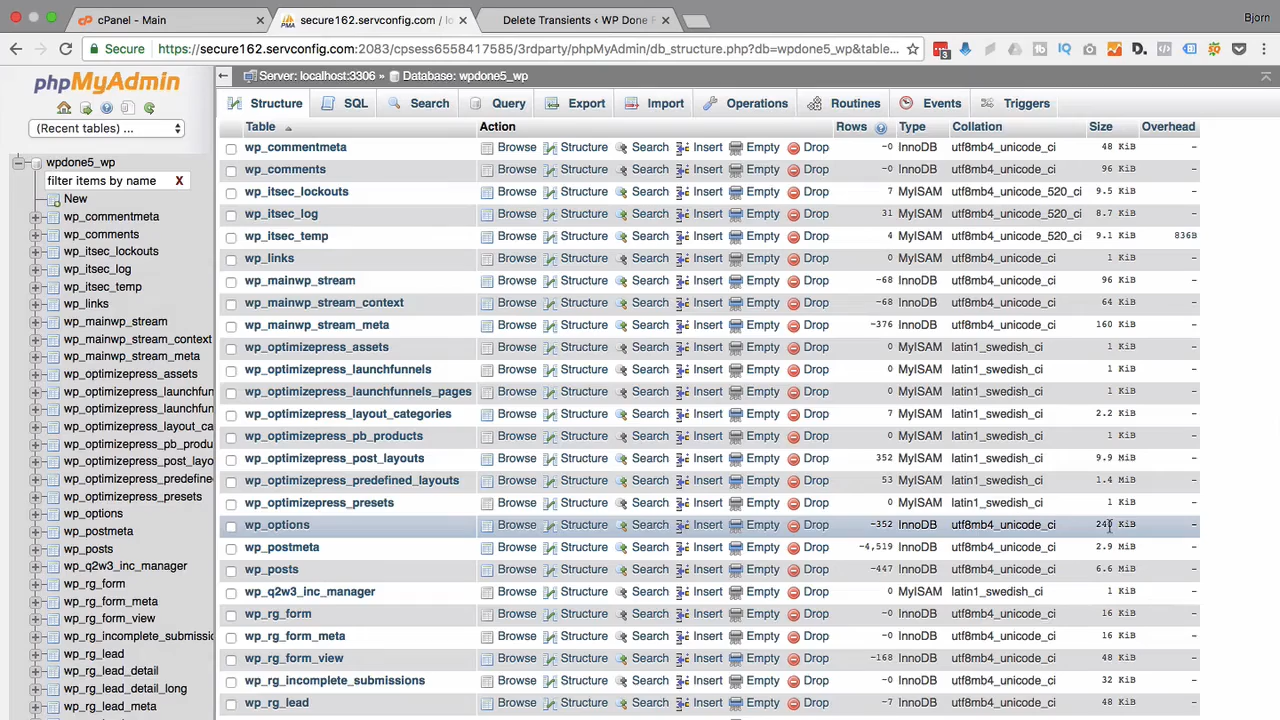 cPanel - Main
secure162.servconfig.com / lo
Delete Transients ‹ WP Done F
Bjorn
Secure https://secure162.servconfig.com:2083/cpsess6558417585/3rdparty/phpMyAdmin/db_structure.php?db=wpdone5_wp&table...
phpMyAdmin
(Recent tables) ...
wpdone5_wp
filter items by name X
New
wp_commentmeta
wp_comments
wp_itsec_lockouts
wp_itsec_log
wp_itsec_temp
wp_links
wp_mainwp_stream
wp_mainwp_stream_context
wp_mainwp_stream_meta
wp_optimizepress_assets
wp_optimizepress_launchfun
wp_optimizepress_launchfun
wp_optimizepress_layout_ca
wp_optimizepress_pb_produ
wp_optimizepress_post_layo
wp_optimizepress_predefine
wp_optimizepress_presets
wp_options
wp_postmeta
wp_posts
wp_q2w3_inc_manager
wp_rg_form
wp_rg_form_meta
wp_rg_form_view
wp_rg_incomplete_submissic
wp_rg_lead
wp_rg_lead_detail
wp_rg_lead_detail_long
wp_rg_lead_meta
Server: localhost:3306 » Database: wpdone5_wp
Structure SQL Search Query Export Import Operations Routines Events Triggers
Table Action Rows Type Collation Size Overhead
wp_commentmeta Browse Structure Search Insert Empty Drop ~0 InnoDB utf8mb4_unicode_ci 48 KiB -
wp_comments Browse Structure Search Insert Empty Drop ~0 InnoDB utf8mb4_unicode_ci 96 KiB -
wp_itsec_lockouts Browse Structure Search Insert Empty Drop 7 MyISAM utf8mb4_unicode_520_ci 9.5 KiB -
wp_itsec_log Browse Structure Search Insert Empty Drop 31 MyISAM utf8mb4_unicode_520_ci 8.7 KiB -
wp_itsec_temp Browse Structure Search Insert Empty Drop 4 MyISAM utf8mb4_unicode_520_ci 9.1 KiB 836B
wp_links Browse Structure Search Insert Empty Drop 0 MyISAM utf8mb4_unicode_ci 1 KiB -
wp_mainwp_stream Browse Structure Search Insert Empty Drop ~68 InnoDB utf8mb4_unicode_ci 96 KiB -
wp_mainwp_stream_context Browse Structure Search Insert Empty Drop ~68 InnoDB utf8mb4_unicode_ci 64 KiB -
wp_mainwp_stream_meta Browse Structure Search Insert Empty Drop ~376 InnoDB utf8mb4_unicode_ci 160 KiB -
wp_optimizepress_assets Browse Structure Search Insert Empty Drop 0 MyISAM latin1_swedish_ci 1 KiB -
wp_optimizepress_launchfunnels Browse Structure Search Insert Empty Drop 0 MyISAM latin1_swedish_ci 1 KiB -
wp_optimizepress_launchfunnels_pages Browse Structure Search Insert Empty Drop 0 MyISAM latin1_swedish_ci 1 KiB -
wp_optimizepress_layout_categories Browse Structure Search Insert Empty Drop 7 MyISAM latin1_swedish_ci 2.2 KiB -
wp_optimizepress_pb_products Browse Structure Search Insert Empty Drop 0 MyISAM latin1_swedish_ci 1 KiB -
wp_optimizepress_post_layouts Browse Structure Search Insert Empty Drop 352 MyISAM latin1_swedish_ci 9.9 MiB -
wp_optimizepress_predefined_layouts Browse Structure Search Insert Empty Drop 53 MyISAM latin1_swedish_ci 1.4 MiB -
wp_optimizepress_presets Browse Structure Search Insert Empty Drop 0 MyISAM latin1_swedish_ci 1 KiB -
wp_options Browse Structure Search Insert Empty Drop ~352 InnoDB utf8mb4_unicode_ci KiB -
wp_postmeta Browse Structure Search Insert Empty Drop ~4,519 InnoDB utf8mb4_unicode_ci 2.9 MiB -
wp_posts Browse Structure Search Insert Empty Drop ~447 InnoDB utf8mb4_unicode_ci 6.6 MiB -
wp_q2w3_inc_manager Browse Structure Search Insert Empty Drop 0 MyISAM utf8mb4_unicode_ci 1 KiB -
wp_rg_form Browse Structure Search Insert Empty Drop ~0 InnoDB utf8mb4_unicode_ci 16 KiB -
wp_rg_form_meta Browse Structure Search Insert Empty Drop ~0 InnoDB utf8mb4_unicode_ci 16 KiB -
wp_rg_form_view Browse Structure Search Insert Empty Drop ~168 InnoDB utf8mb4_unicode_ci 48 KiB -
wp_rg_incomplete_submissions Browse Structure Search Insert Empty Drop ~0 InnoDB utf8mb4_unicode_ci 32 KiB -
wp_rg_lead Browse Structure Search Insert Empty Drop ~7 InnoDB utf8mb4_unicode_ci 48 KiB -